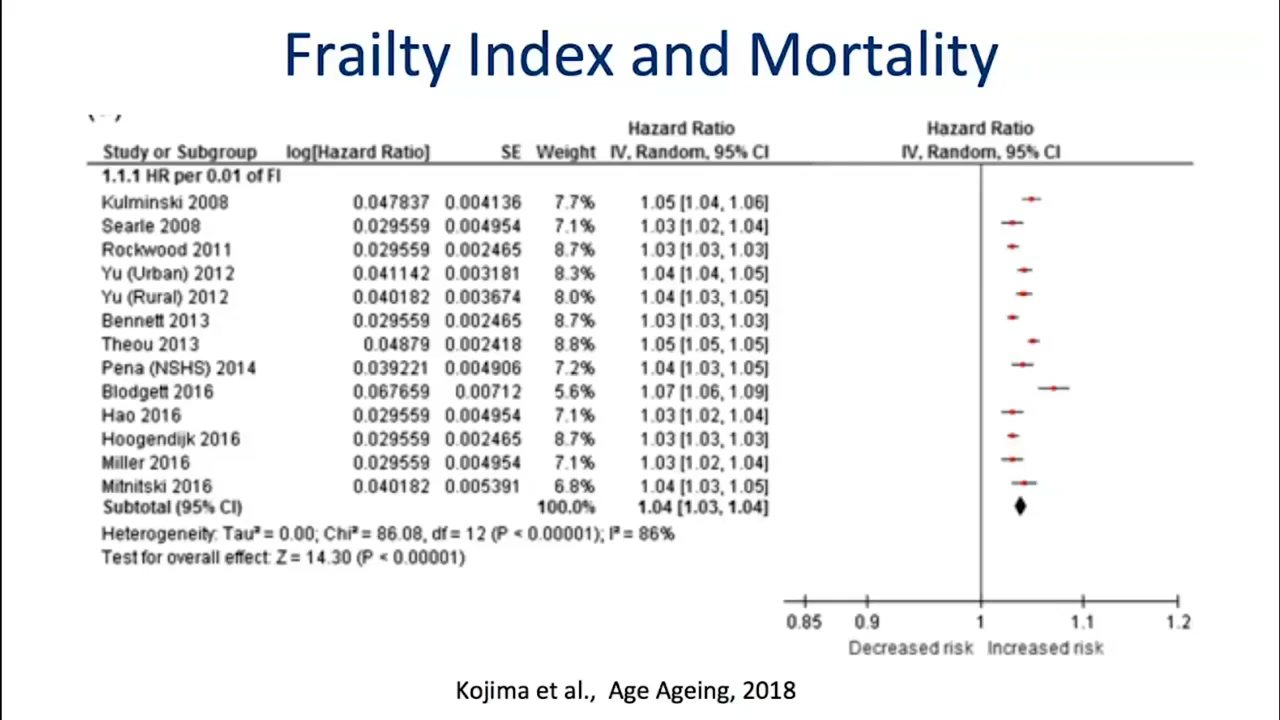 Frailty Index and Mortality
Hazard Ratio Hazard Ratio
Study or Subgroup log[Hazard Ratio] SE Weight IV, Random, 95% CI IV, Random, 95% CI
1.1.1 HR per 0.01 of FI
Kulminski 2008 0.047837 0.004136 7.7% 1.05 [1.04, 1.06]
Searle 2008 0.029559 0.004954 7.1% 1.03 [1.02, 1.04]
Rockwood 2011 0.029559 0.002465 8.7% 1.03 [1.03, 1.03]
Yu (Urban) 2012 0.041142 0.003181 8.3% 1.04 [1.04, 1.05]
Yu (Rural) 2012 0.040182 0.003674 8.0% 1.04 [1.03, 1.05]
Bennett 2013 0.029559 0.002465 8.7% 1.03 [1.03, 1.03]
Theou 2013 0.04879 0.002418 8.8% 1.05 [1.05, 1.05]
Pena (NSHS) 2014 0.039221 0.004906 7.2% 1.04 [1.03, 1.05]
Blodgett 2016 0.067659 0.00712 5.6% 1.07 [1.06, 1.09]
Hao 2016 0.029559 0.004954 7.1% 1.03 [1.02, 1.04]
Hoogendijk 2016 0.029559 0.002465 8.7% 1.03 [1.03, 1.03]
Miller 2016 0.029559 0.004954 7.1% 1.03 [1.02, 1.04]
Mitnitski 2016 0.040182 0.005391 6.8% 1.04 [1.03, 1.05]
Subtotal (95% CI) 100.0% 1.04 [1.03, 1.04]
Heterogeneity: Tau² = 0.00; Chi² = 86.08, df = 12 (P < 0.00001); I² = 86%
Test for overall effect: Z = 14.30 (P < 0.00001)
0.85 0.9 1 1.1 1.2
Decreased risk Increased risk
Kojima et al., Age Ageing, 2018